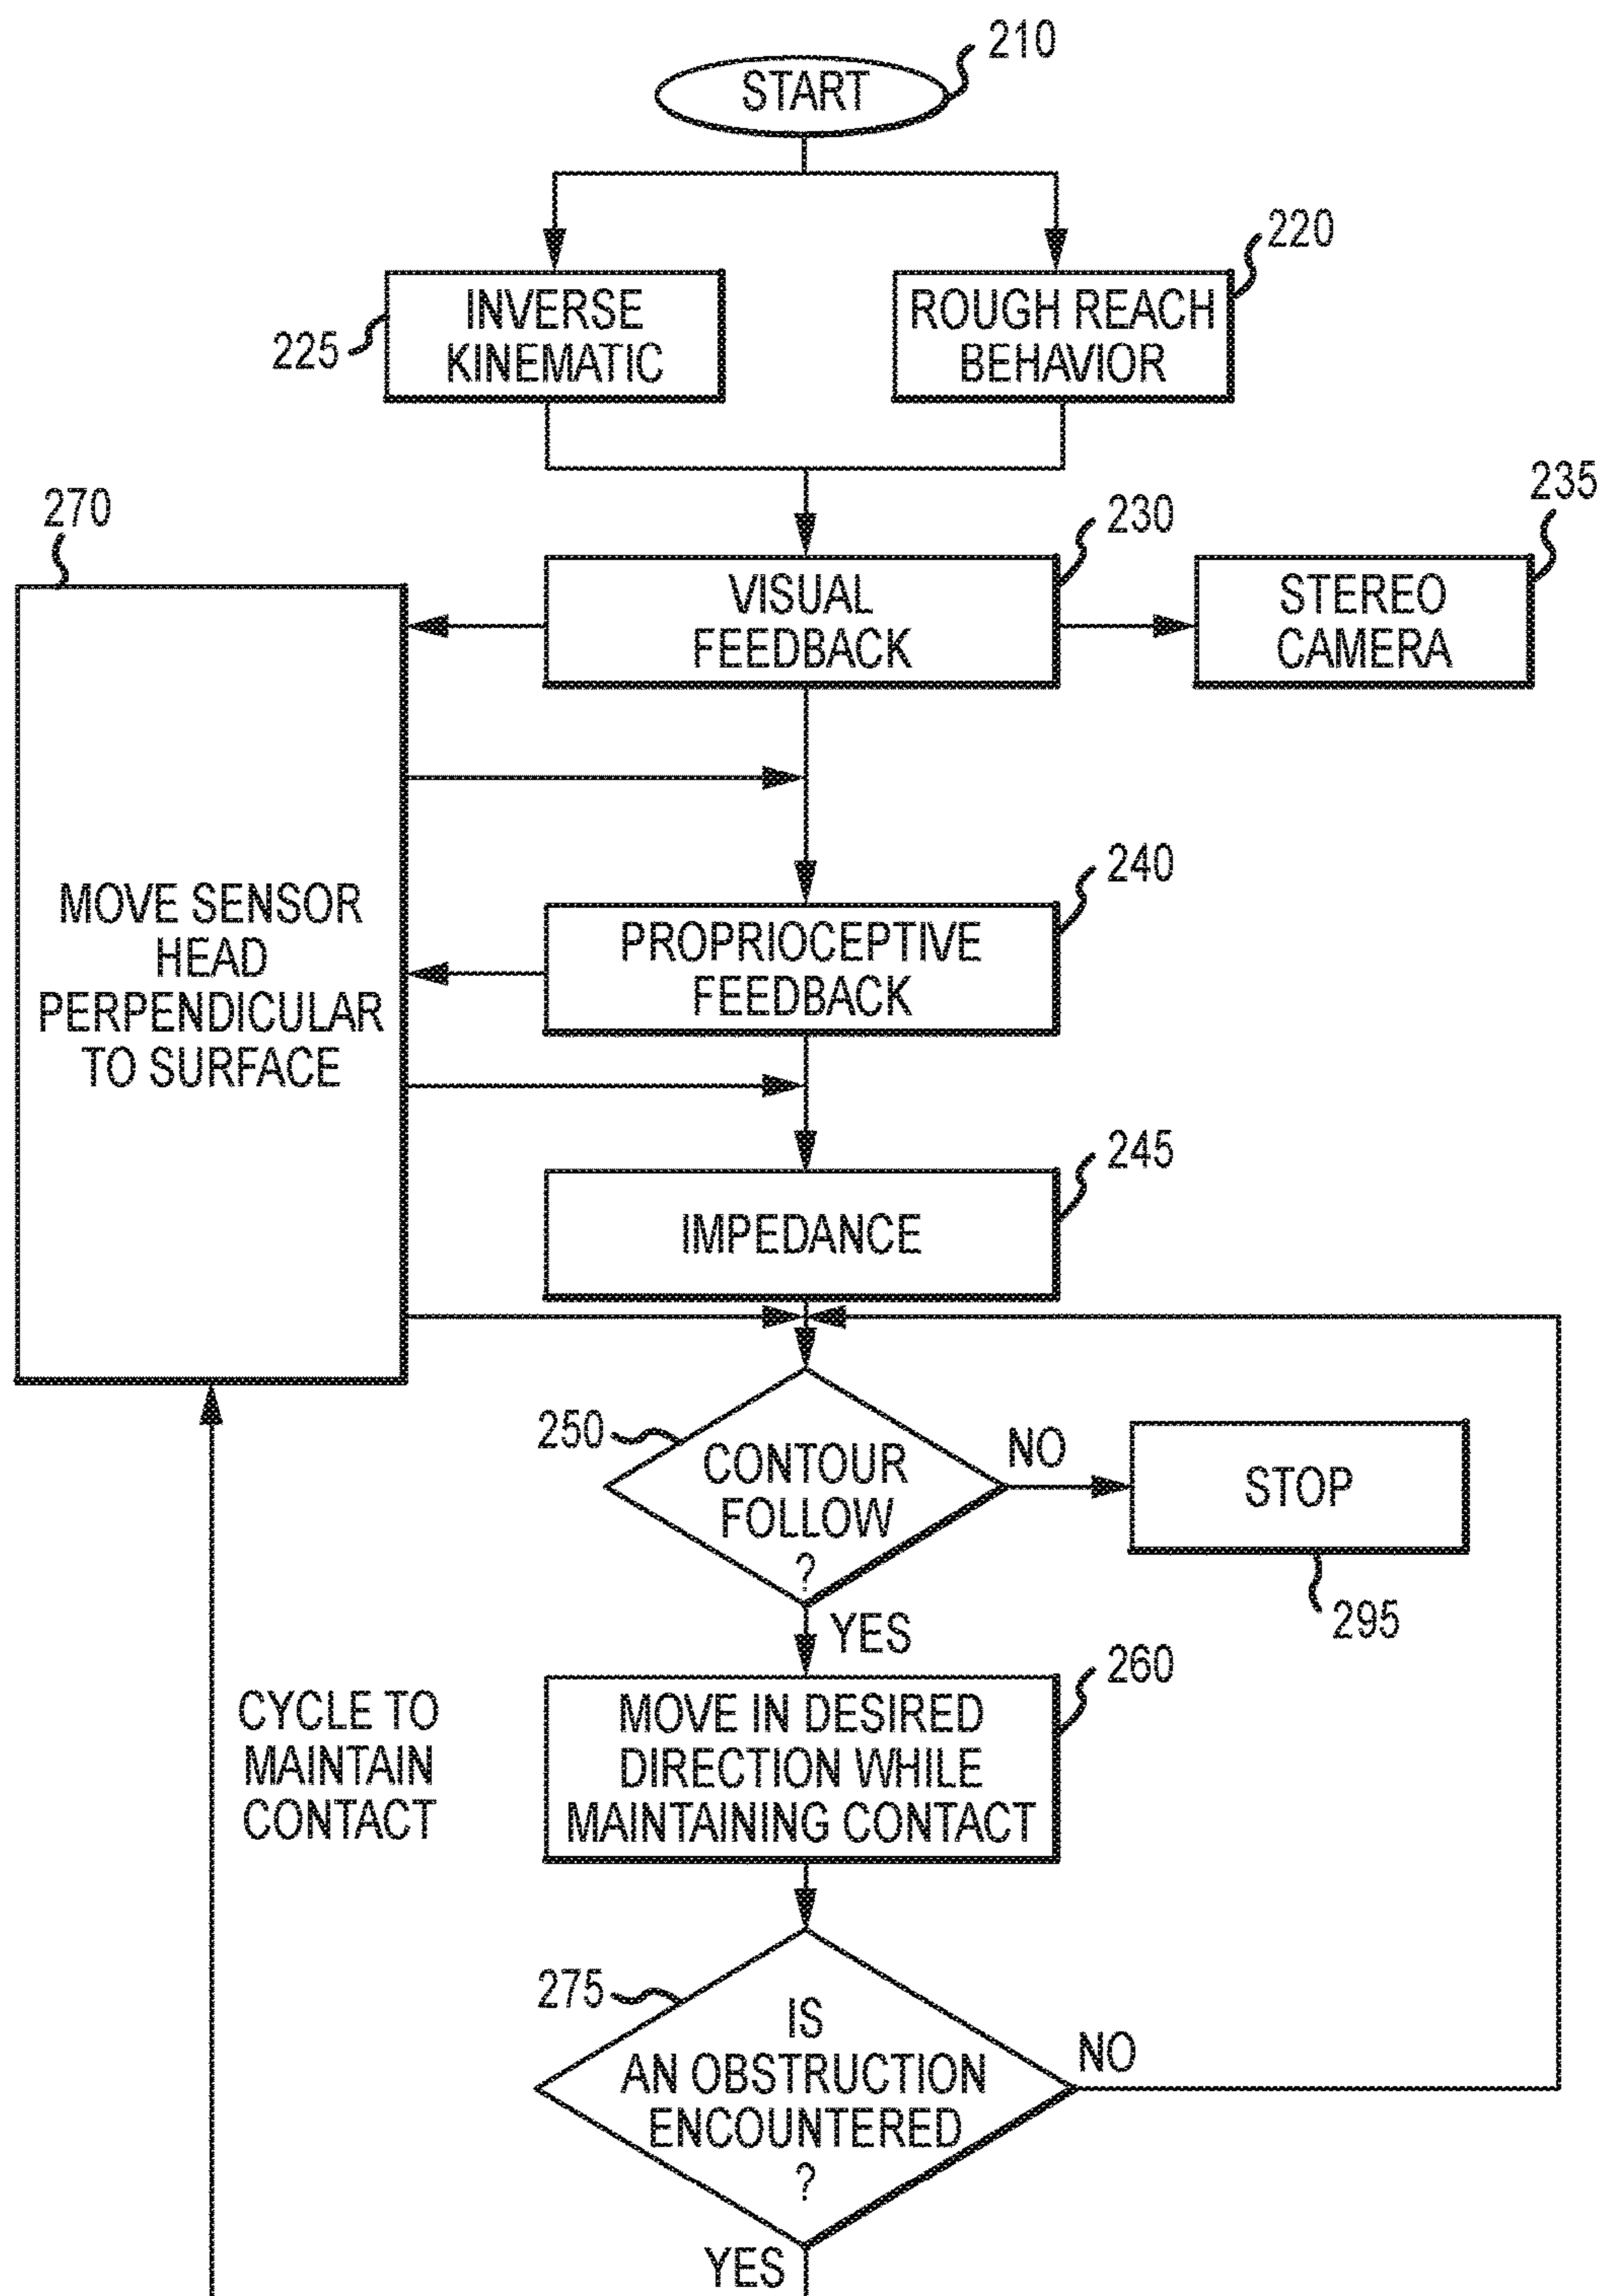 210
START
220
INVERSE
KINEMATIC
225
ROUGH REACH
BEHAVIOR
270
230
235
VISUAL
FEEDBACK
STEREO
CAMERA
240
MOVE SENSOR
HEAD
PERPENDICULAR
TO SURFACE
PROPRIOCEPTIVE
FEEDBACK
245
IMPEDANCE
250
CONTOUR
FOLLOW
?
NO
STOP
295
YES
260
CYCLE TO
MAINTAIN
CONTACT
MOVE IN DESIRED
DIRECTION WHILE
MAINTAINING CONTACT
275
IS
AN OBSTRUCTION
ENCOUNTERED
?
NO
YES